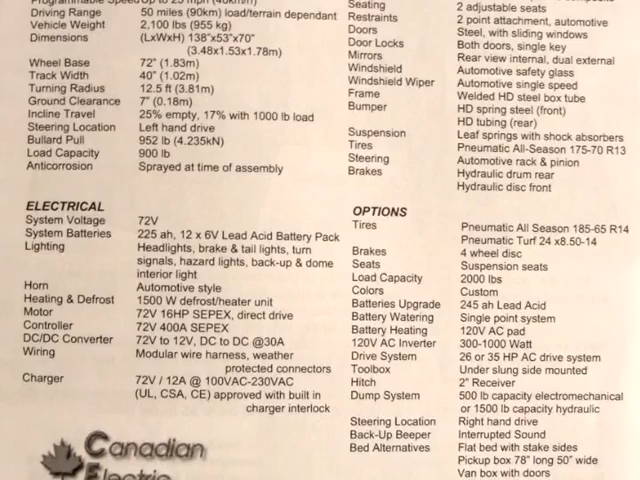 Programmable Speed Up to 25 mph (40km/h)
Driving Range 50 miles (90km) load/terrain dependant
Vehicle Weight 2,100 lbs (955 kg)
Dimensions (LxWxH) 138"x53"x70"
(3.48x1.53x1.78m)
Wheel Base 72" (1.83m)
Track Width 40" (1.02m)
Turning Radius 12.5 ft (3.81m)
Ground Clearance 7" (0.18m)
Incline Travel 25% empty, 17% with 1000 lb load
Steering Location Left hand drive
Bullard Pull 952 lb (4.235kN)
Load Capacity 900 lb
Anticorrosion Sprayed at time of assembly
ELECTRICAL
System Voltage 72V
System Batteries 225 ah, 12 x 6V Lead Acid Battery Pack
Lighting Headlights, brake & tail lights, turn
signals, hazard lights, back-up & dome
interior light
Horn Automotive style
Heating & Defrost 1500 W defrost/heater unit
Motor 72V 16HP SEPEX, direct drive
Controller 72V 400A SEPEX
DC/DC Converter 72V to 12V, DC to DC @30A
Wiring Modular wire harness, weather
protected connectors
Charger 72V / 12A @ 100VAC-230VAC
(UL, CSA, CE) approved with built in
charger interlock
Canadian
Electric
Seating 2 adjustable seats
Restraints 2 point attachment, automotive
Doors Steel, with sliding windows
Door Locks Both doors, single key
Mirrors Rear view internal, dual external
Windshield Automotive safety glass
Windshield Wiper Automotive single speed
Frame Welded HD steel box tube
Bumper HD spring steel (front)
HD tubing (rear)
Suspension Leaf springs with shock absorbers
Tires Pneumatic All-Season 175-70 R13
Steering Automotive rack & pinion
Brakes Hydraulic drum rear
Hydraulic disc front
OPTIONS
Tires Pneumatic All Season 185-65 R14
Pneumatic Turf 24 x8.50-14
Brakes 4 wheel disc
Seats Suspension seats
Load Capacity 2000 lbs
Colors Custom
Batteries Upgrade 245 ah Lead Acid
Battery Watering Single point system
Battery Heating 120V AC pad
120V AC Inverter 300-1000 Watt
Drive System 26 or 35 HP AC drive system
Toolbox Under slung side mounted
Hitch 2" Receiver
Dump System 500 lb capacity electromechanical
or 1500 lb capacity hydraulic
Steering Location Right hand drive
Back-Up Beeper Interrupted Sound
Bed Alternatives Flat bed with stake sides
Pickup box 78" long 50" wide
Van box with doors